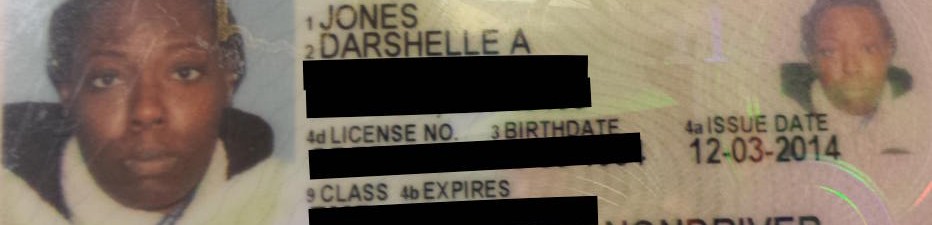 1 JONES
2 DARSHELLE A
4d LICENSE NO. 3 BIRTHDATE 4a ISSUE DATE
12-03-2014
9 CLASS 4b EXPIRES
NONDRIVER